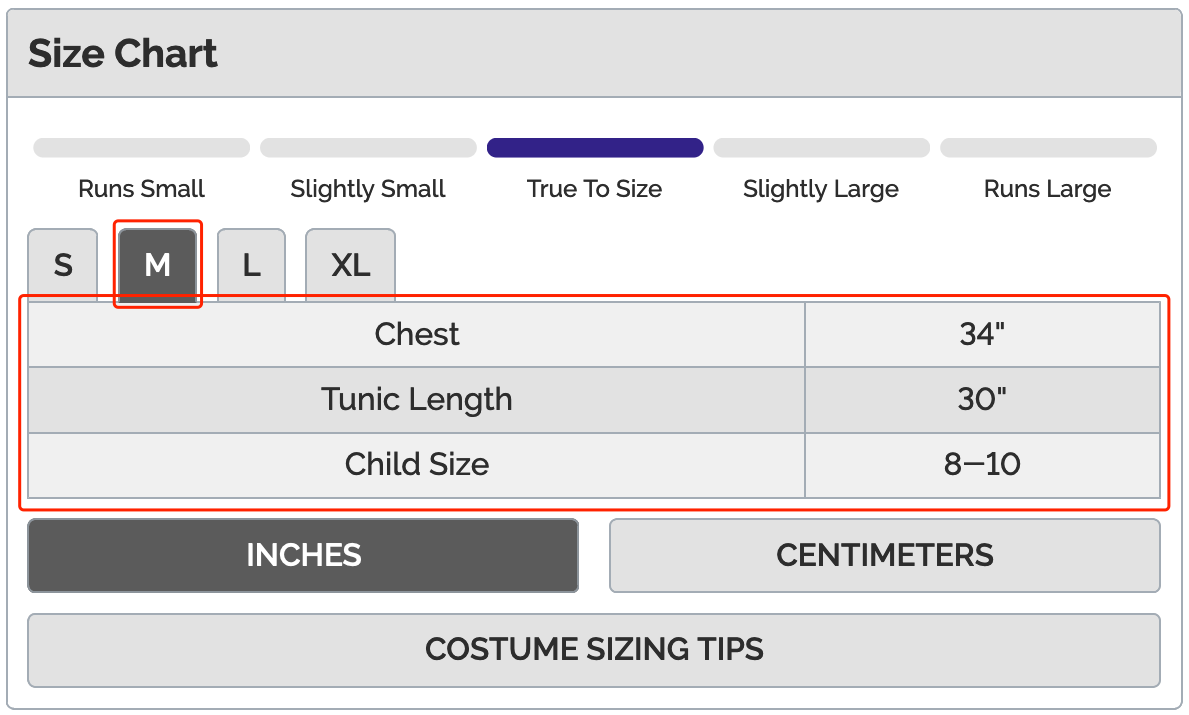 Size Chart
Runs Small Slightly Small True To Size Slightly Large Runs Large
S M L XL
Chest 34"
Tunic Length 30"
Child Size 8–10
INCHES CENTIMETERS
COSTUME SIZING TIPS